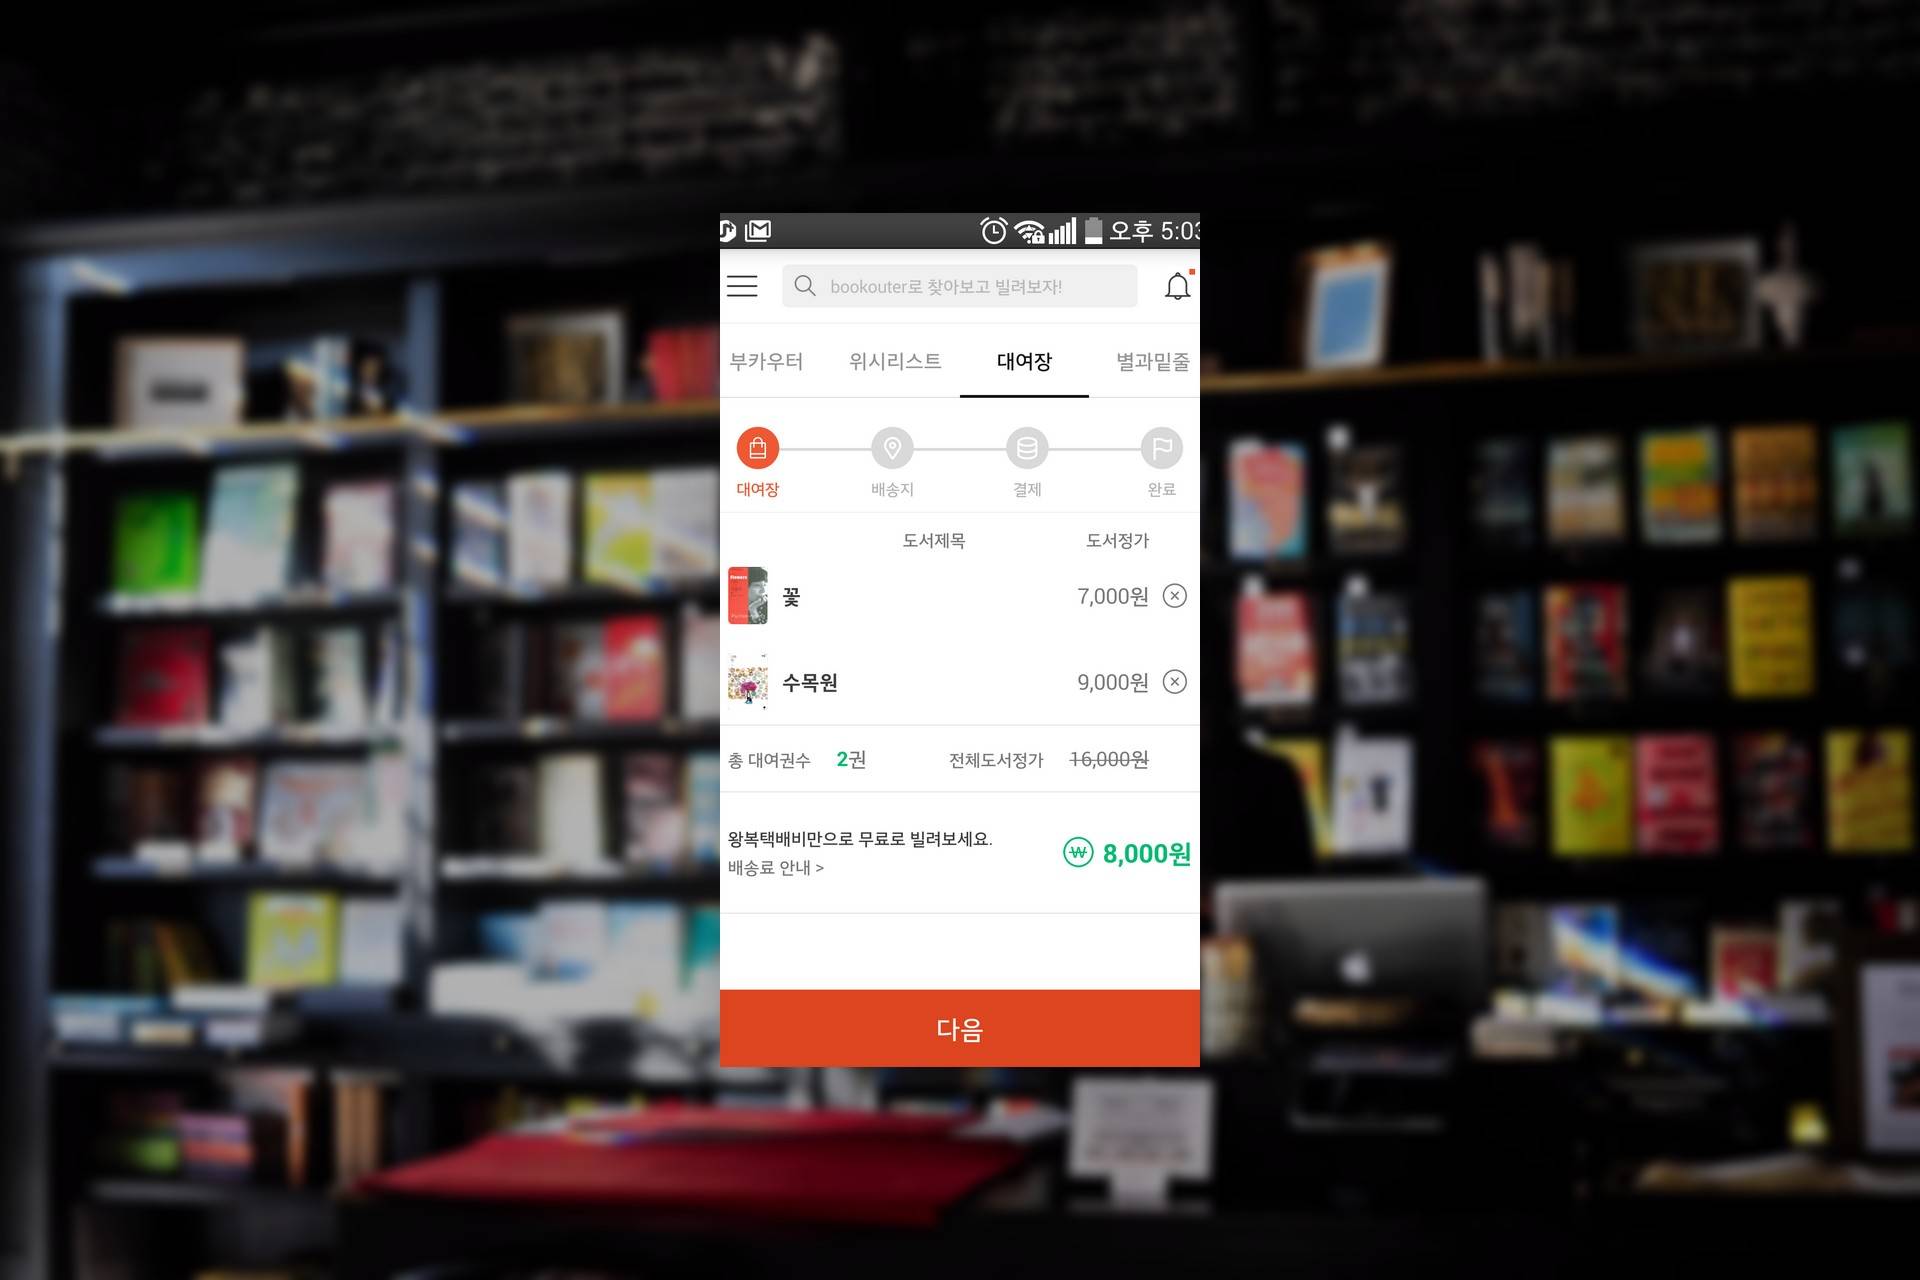 오후 5:03
bookouter로 찾아보고 빌려보자!
부카우터 위시리스트 대여장 별과밑줄
대여장 배송지 결제 완료
도서제목 도서정가
꽃 7,000원
수목원 9,000원
총 대여권수 2권 전체도서정가 16,000원
왕복택배비만으로 무료로 빌려보세요.
배송료 안내 >
8,000원
다음